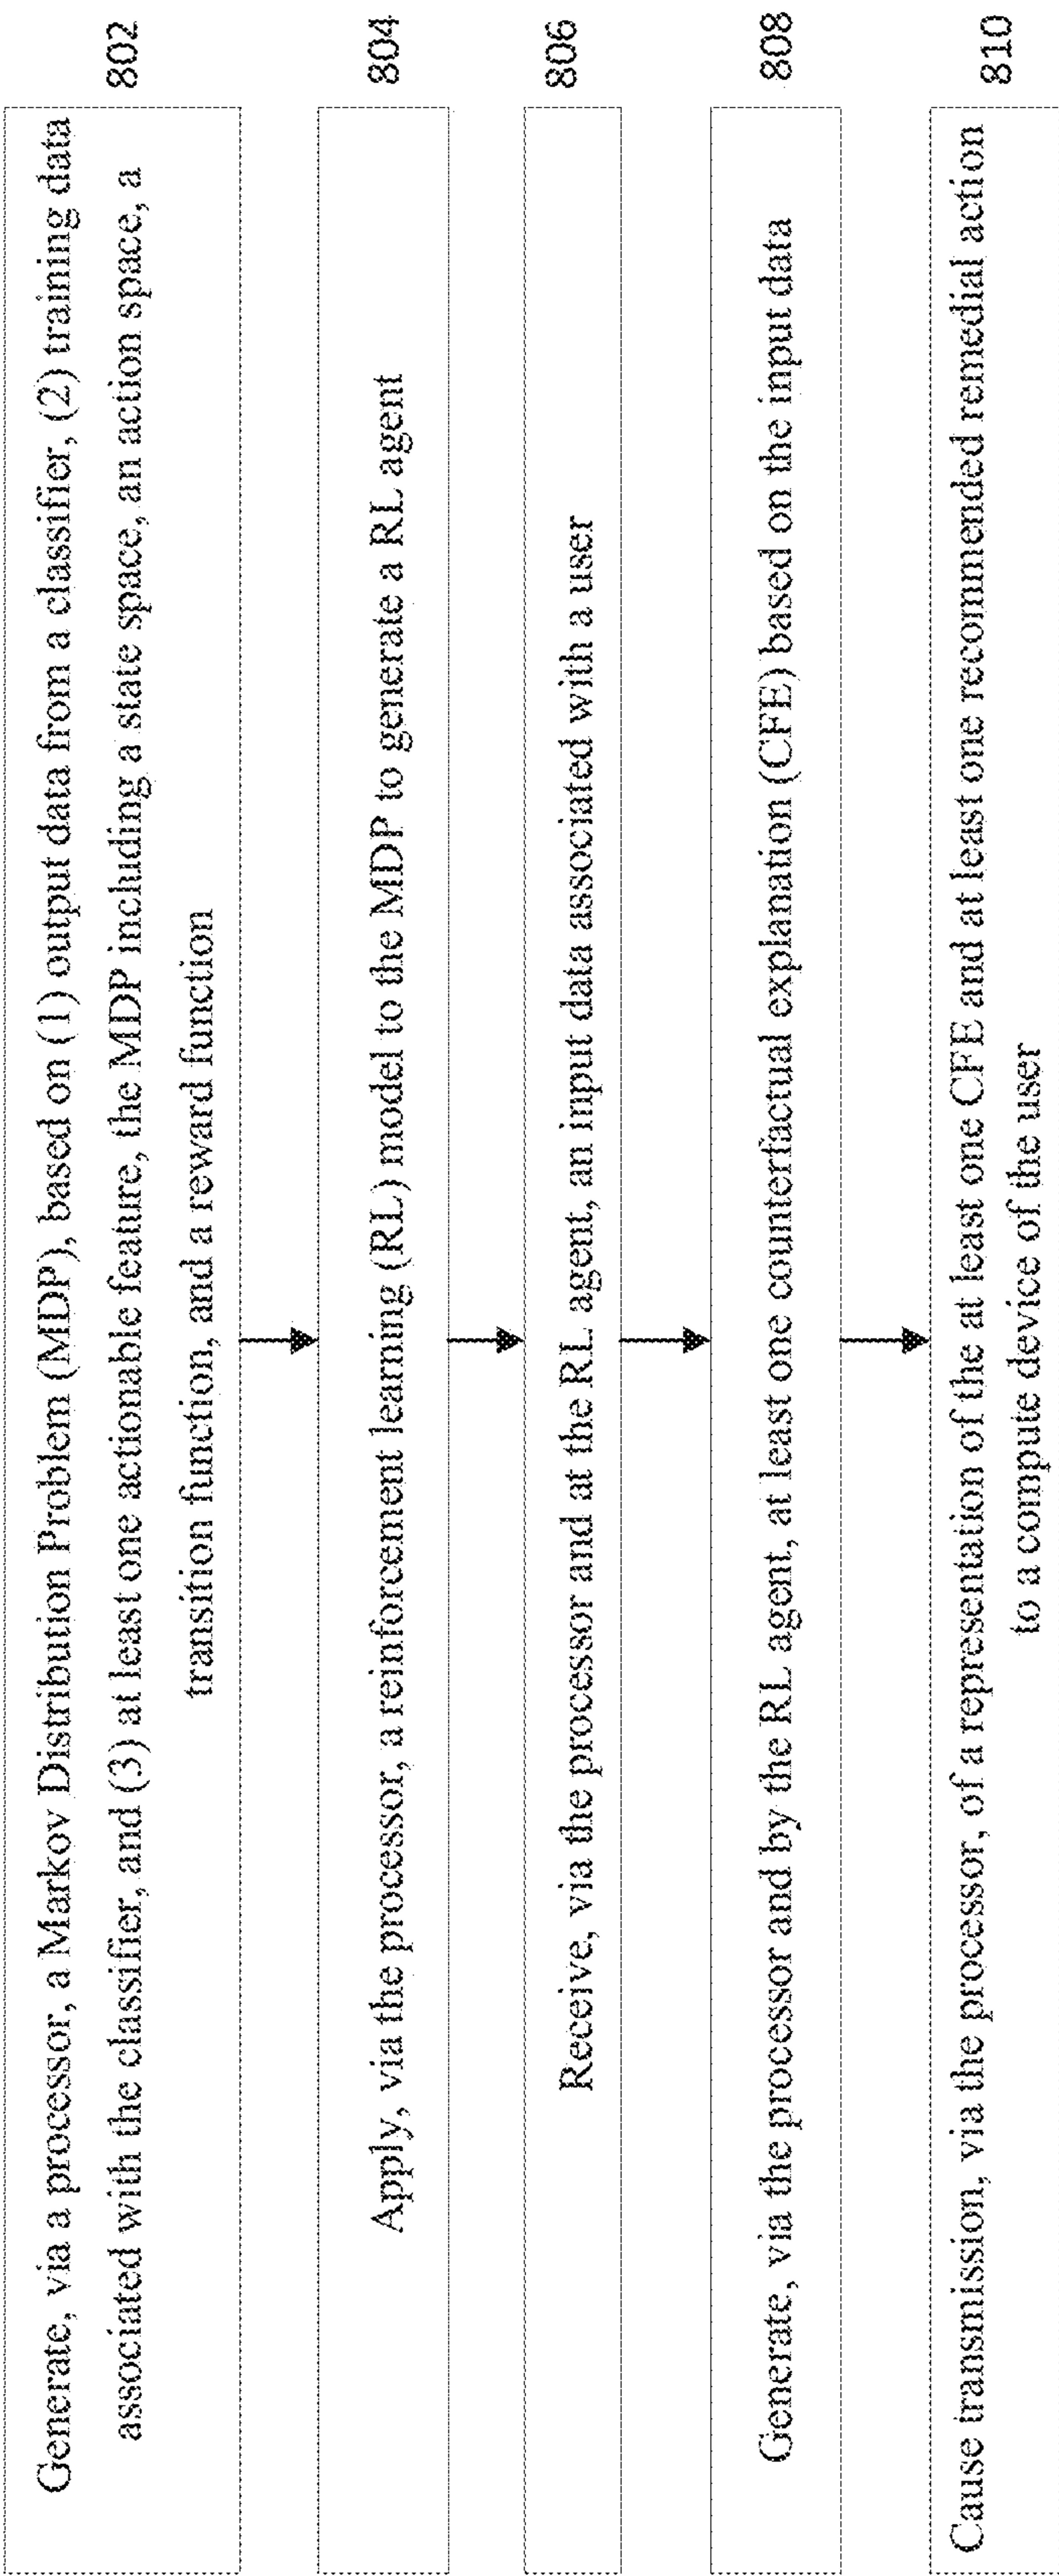 Generate, via a processor, a Markov Distribution Problem (MDP), based on (1) output data from a classifier, (2) training data
associated with the classifier, and (3) at least one actionable feature, the MDP including a state space, an action space, a
transition function, and a reward function
802
Apply, via the processor, a reinforcement learning (RL) model to the MDP to generate a RL agent
804
Receive, via the processor and at the RL agent, an input data associated with a user
806
Generate, via the processor and by the RL agent, at least one counterfactual explanation (CFE) based on the input data
808
Cause transmission, via the processor, of a representation of the at least one CFE and at least one recommended remedial action
to a compute device of the user
810